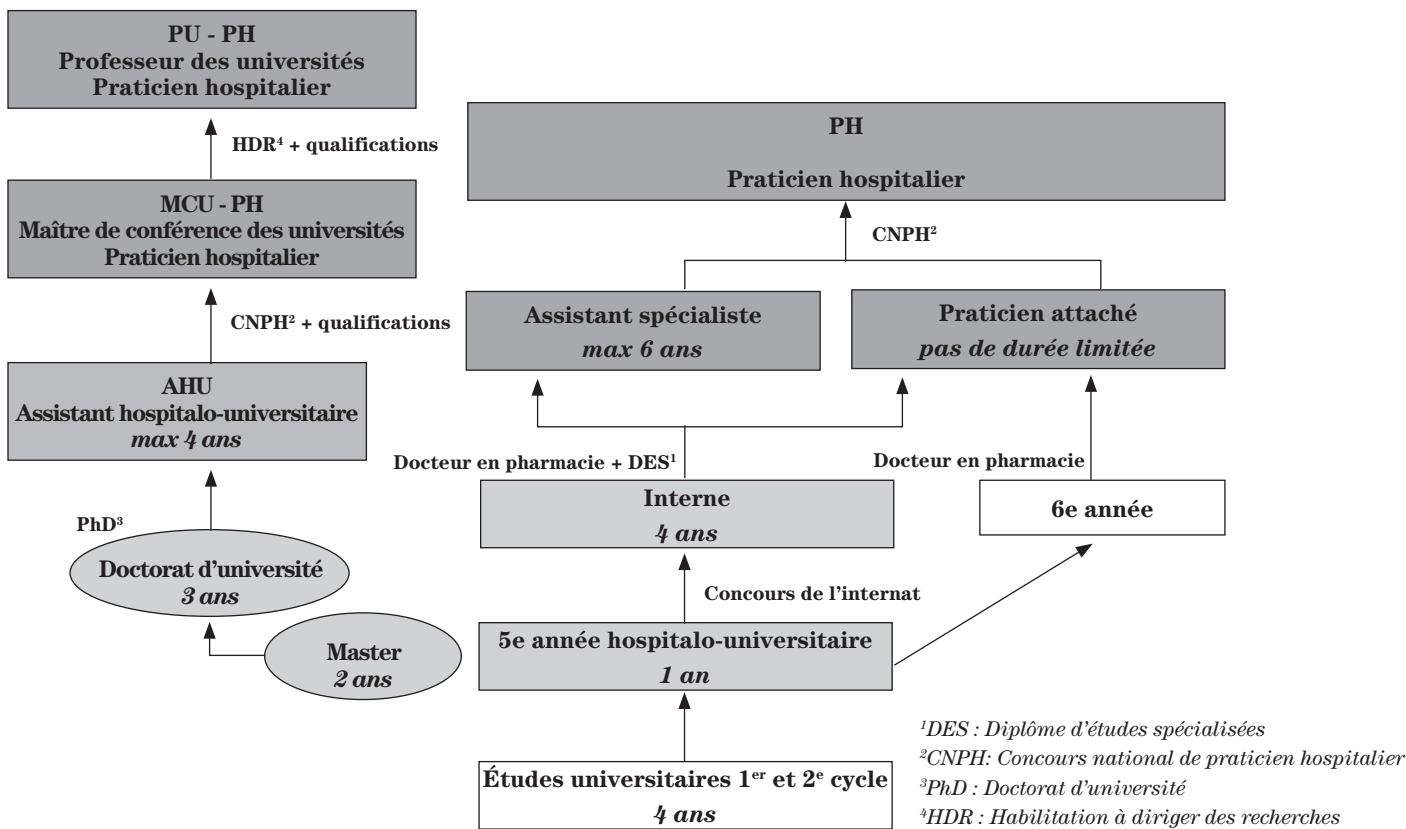 PU - PH
Professeur des universités
Praticien hospitalier
HDR⁴ + qualifications
MCU - PH
Maître de conférence des universités
Praticien hospitalier
CNPH² + qualifications
AHU
Assistant hospitalo-universitaire
max 4 ans
PhD³
Doctorat d'université
3 ans
Master
2 ans
PH
Praticien hospitalier
CNPH²
Assistant spécialiste
max 6 ans
Praticien attaché
pas de durée limitée
Docteur en pharmacie + DES¹
Docteur en pharmacie
Interne
4 ans
6e année
Concours de l'internat
5e année hospitalo-universitaire
1 an
Études universitaires 1er et 2e cycle
4 ans
¹DES : Diplôme d'études spécialisées
²CNPH: Concours national de praticien hospitalier
³PhD : Doctorat d'université
⁴HDR : Habilitation à diriger des recherches